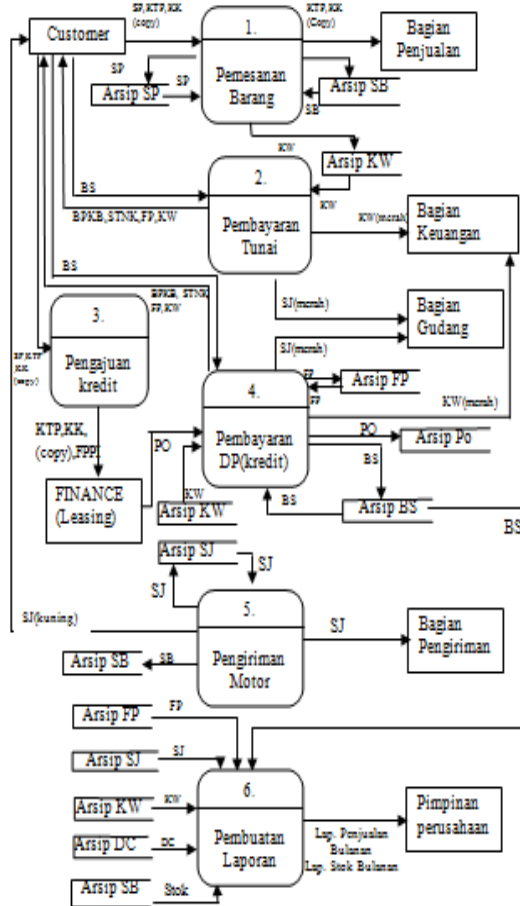 SP, KTP, KK
(copy)
KTP, KK
(Copy)
Customer
1.
Pemesanan
Barang
Bagian
Penjualan
SP
Arsip SP
SP
Arsip SB
SB
KW
Arsip KW
2.
Pembayaran
Tunai
BS
BPKB, STNK, FP, KW
KW
KW(merah)
Bagian
Keuangan
BS
BPKB, STNK
FP, KW
SJ(merah)
Bagian
Gudang
SJ(merah)
3.
Pengajuan
kredit
(copy)
FP
Arsip FP
FP
4.
Pembayaran
DP(kredit)
KW(merah)
KTP,KK,
(copy),FPP
PO
PO
Arsip Po
BS
FINANCE
(Leasing)
KW
Arsip KW
BS
Arsip BS
BS
Arsip SJ
SJ
SJ
5.
Pengiriman
Motor
SJ
Bagian
Pengiriman
SJ(kuning)
Arsip SB
SB
Arsip FP
FP
Arsip SJ
SJ
6.
Pembuatan
Laporan
Arsip KW
KW
Arsip DC
DC
Arsip SB
Stok
Lap. Penjualan
Bulanan
Lap. Stok Bulanan
Pimpinan
perusahaan